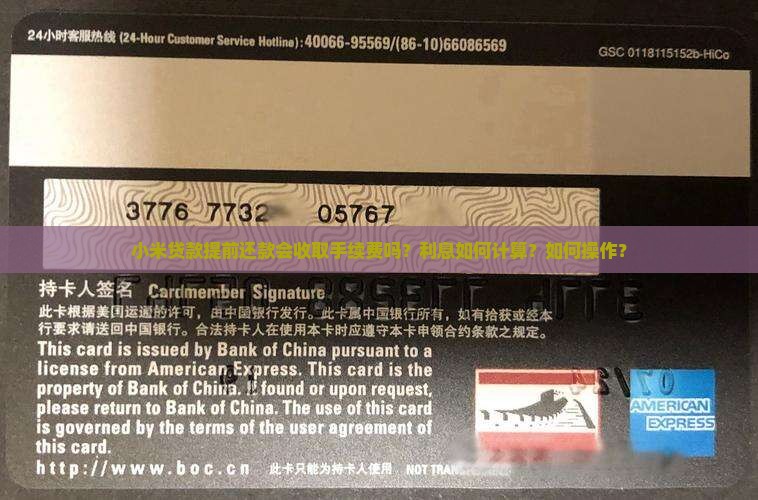 24小时客服热线 (24-Hour Customer Service Hotline): 40066-95569/(86-10)66086569
GSC 0118115152b-HiCo
3776 7732 05767
小米贷款提前还款会收取手续费吗？利息如何计算？如何操作？
持卡人签名 Cardmember Signature
此卡根据美国运通的许可，由中国银行发行。此卡属中国银行所有，如有拾获或经本
行要求请送回中国银行。合法持卡人在使用本卡时应遵守本卡申领合约条款之规定。
This card is issued by Bank of China pursuant to a
license from American Express. This card is the
property of Bank of China. If found or upon request,
please return to Bank of China. The use of this card
is governed by the terms of the user agreement of
this card.
http://www.boc.cn 此卡只能为持卡人使用 NOT
AMERICAN
EXPRESS